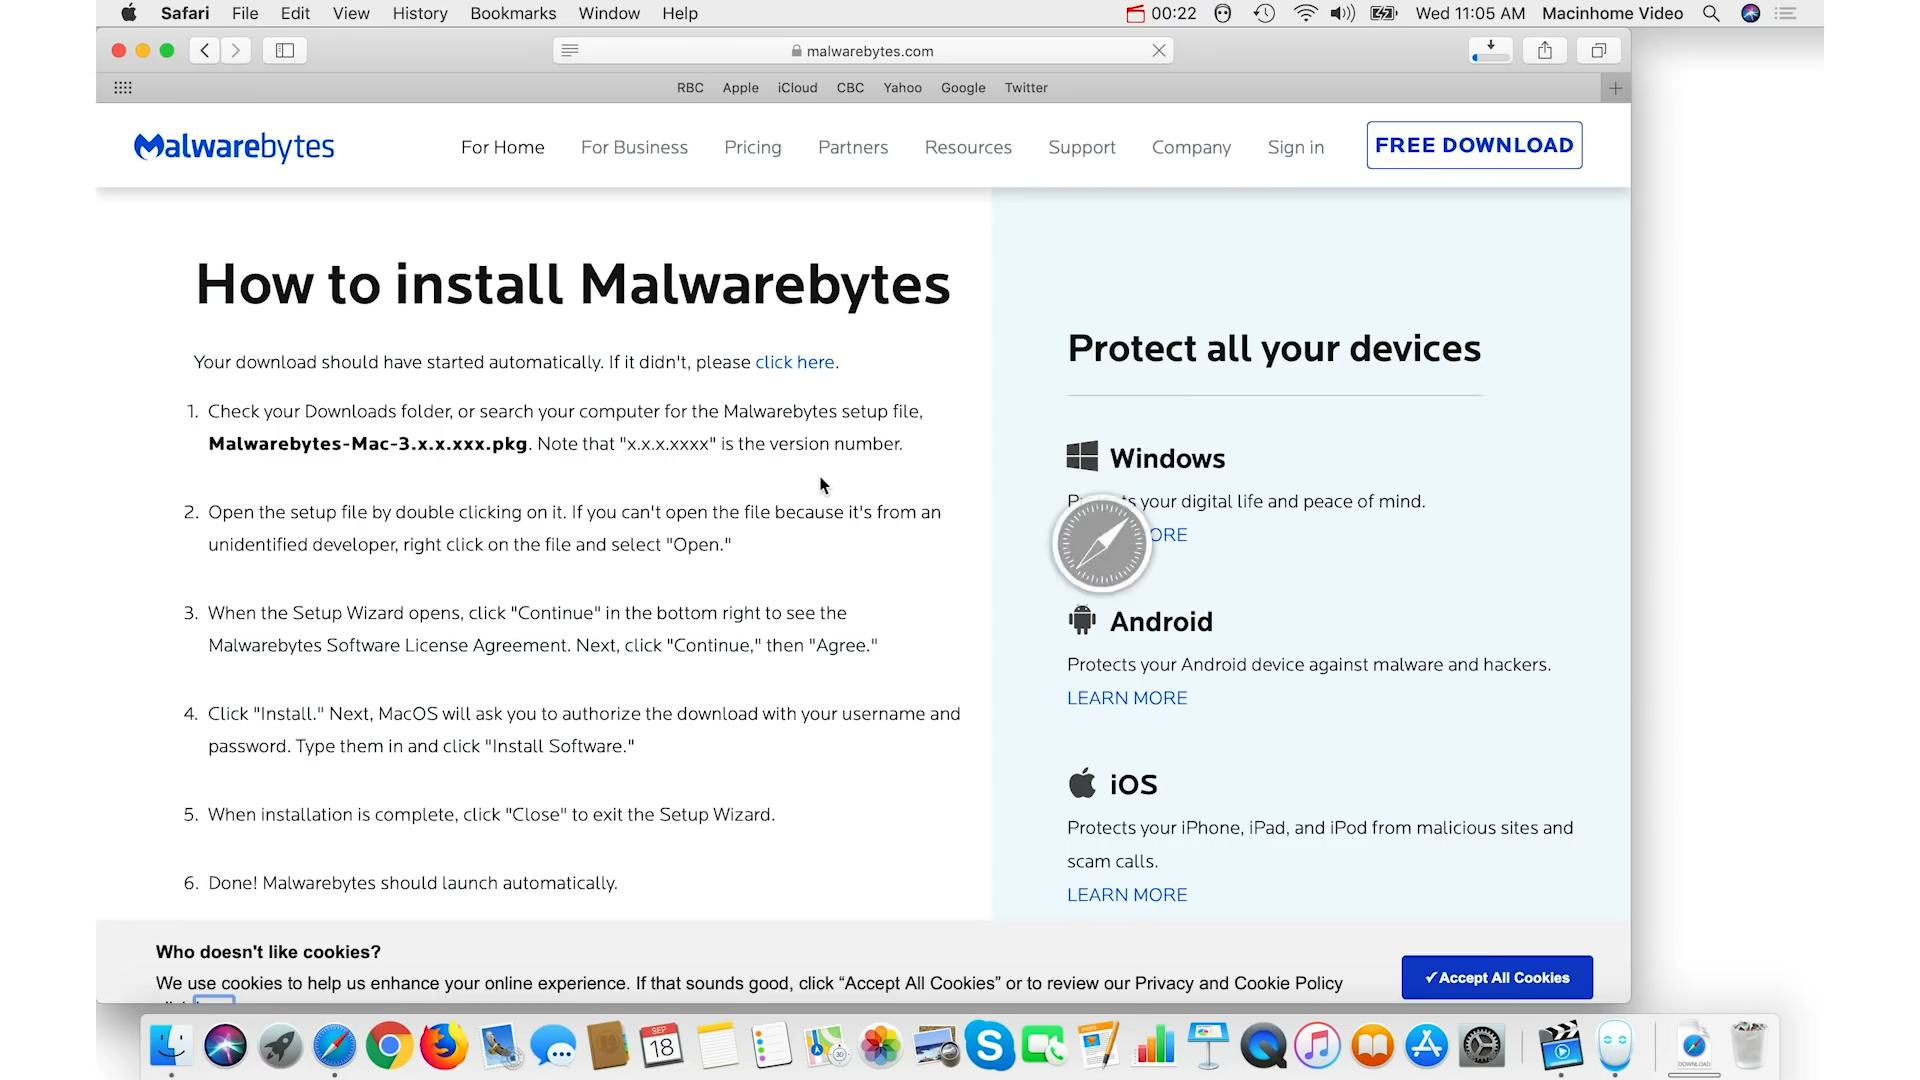 Safari File Edit View History Bookmarks Window Help 00:22 Wed 11:05 AM Macinhome Video
malwarebytes.com
RBC Apple iCloud CBC Yahoo Google Twitter
Malwarebytes For Home For Business Pricing Partners Resources Support Company Sign in FREE DOWNLOAD
How to install Malwarebytes
Your download should have started automatically. If it didn't, please click here.
1. Check your Downloads folder, or search your computer for the Malwarebytes setup file,
Malwarebytes-Mac-3.x.x.xxx.pkg. Note that "x.x.x.xxxx" is the version number.
2. Open the setup file by double clicking on it. If you can't open the file because it's from an
unidentified developer, right click on the file and select "Open."
3. When the Setup Wizard opens, click "Continue" in the bottom right to see the
Malwarebytes Software License Agreement. Next, click "Continue," then "Agree."
4. Click "Install." Next, MacOS will ask you to authorize the download with your username and
password. Type them in and click "Install Software."
5. When installation is complete, click "Close" to exit the Setup Wizard.
6. Done! Malwarebytes should launch automatically.
Protect all your devices
Windows
your digital life and peace of mind.
ORE
Android
Protects your Android device against malware and hackers.
LEARN MORE
iOS
Protects your iPhone, iPad, and iPod from malicious sites and
scam calls.
LEARN MORE
Who doesn't like cookies?
We use cookies to help us enhance your online experience. If that sounds good, click “Accept All Cookies” or to review our Privacy and Cookie Policy
✓Accept All Cookies
SEP
18
DOWNLOAD